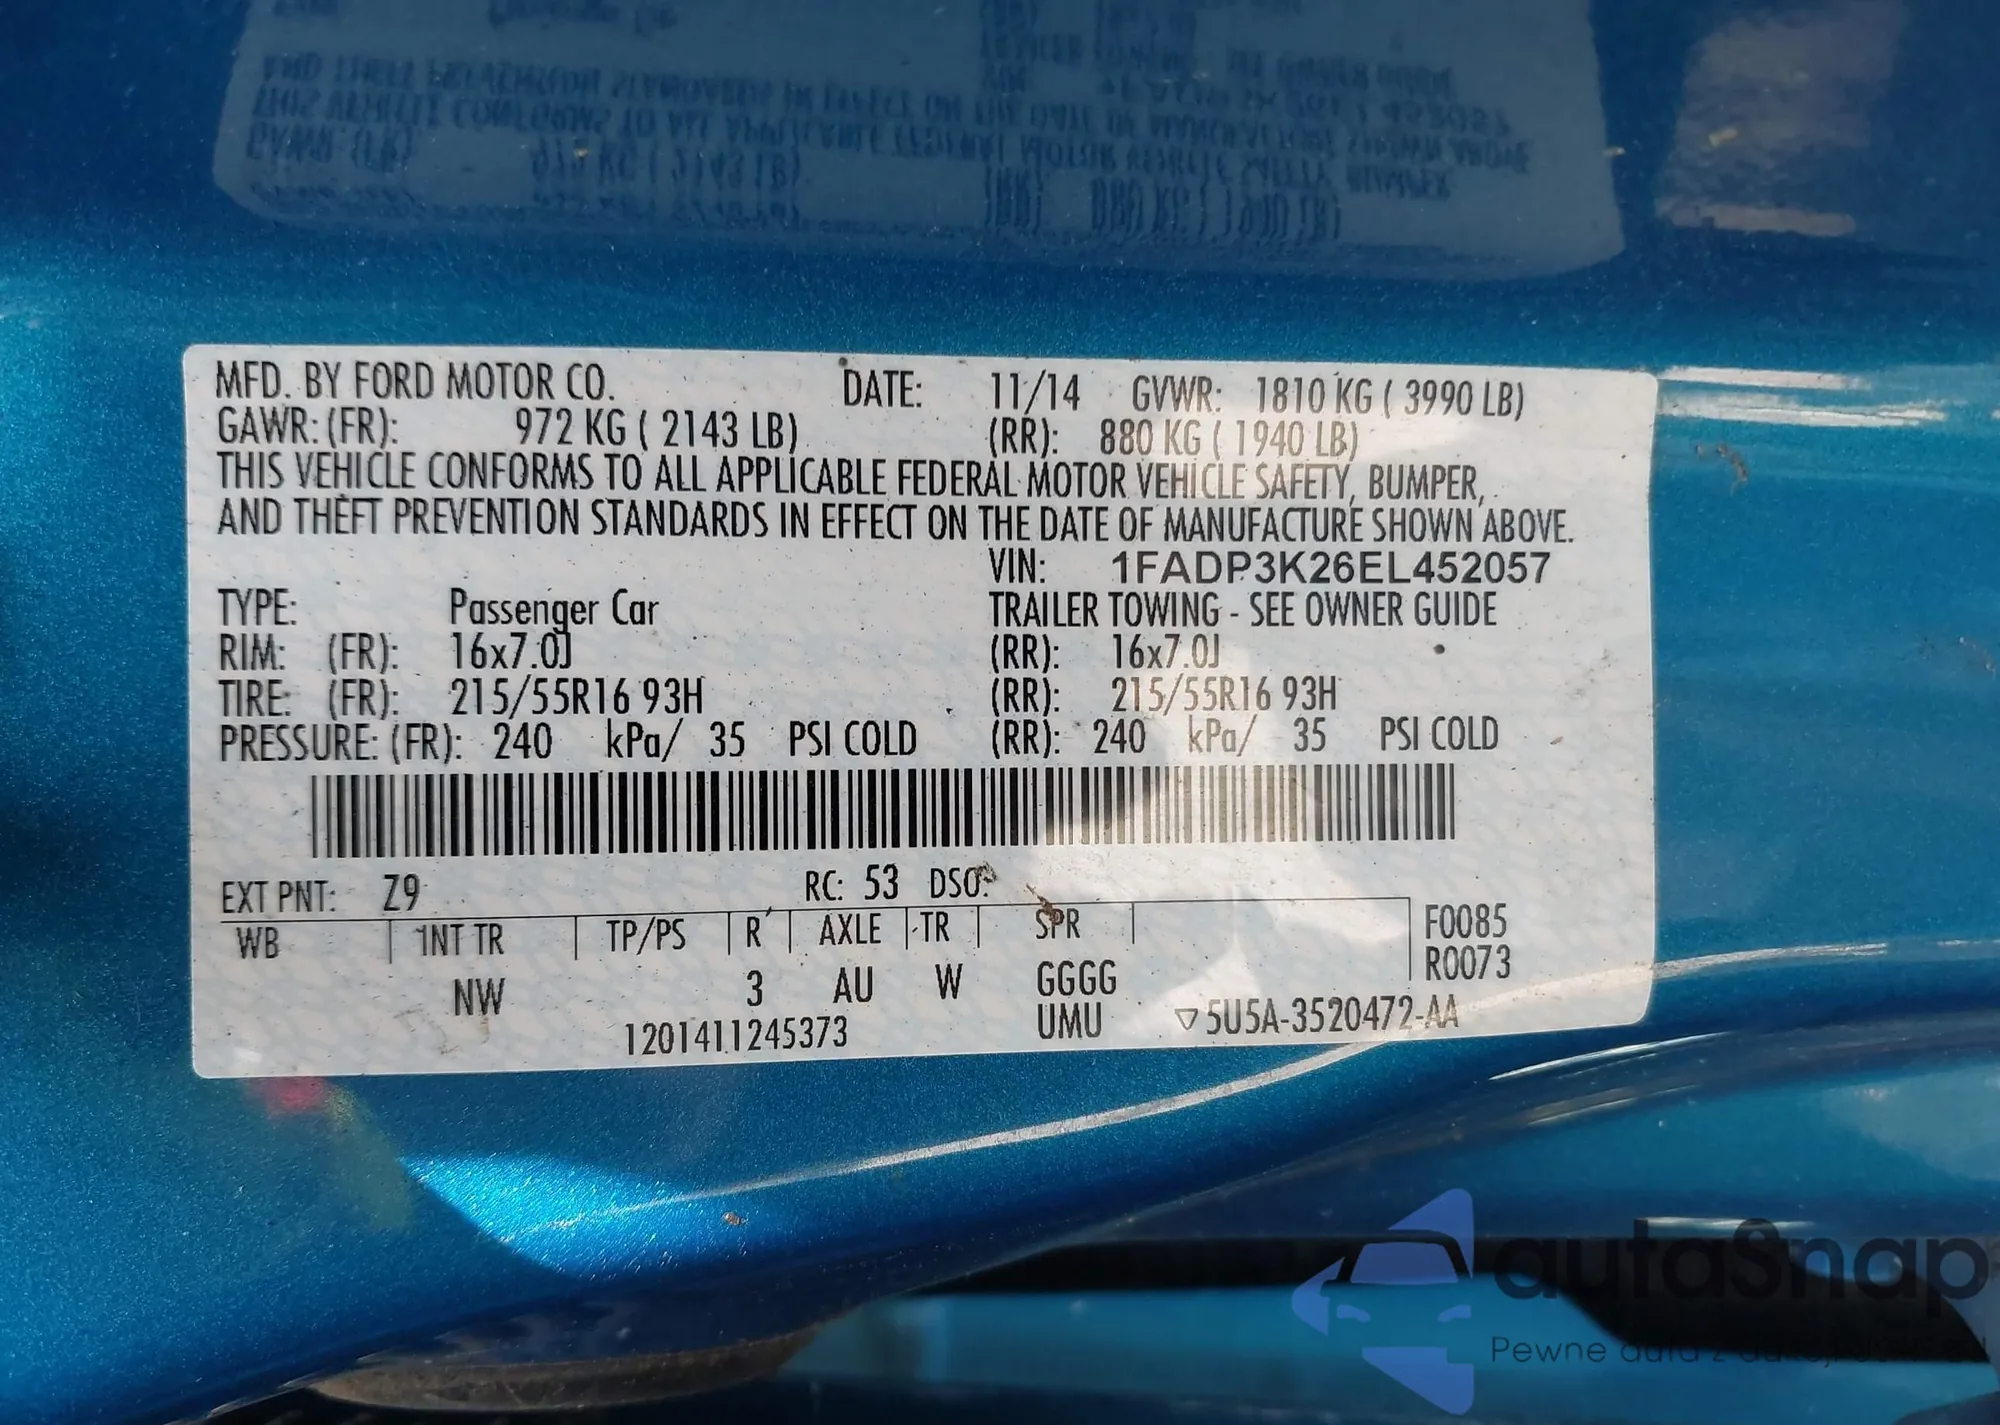 MFD. BY FORD MOTOR CO. DATE: 11/14 GVWR: 1810 KG ( 3990 LB)
GAWR: (FR): 972 KG ( 2143 LB) (RR): 880 KG ( 1940 LB)
THIS VEHICLE CONFORMS TO ALL APPLICABLE FEDERAL MOTOR VEHICLE SAFETY, BUMPER,
AND THEFT PREVENTION STANDARDS IN EFFECT ON THE DATE OF MANUFACTURE SHOWN ABOVE.
VIN: 1FADP3K26EL452057
TYPE: Passenger Car TRAILER TOWING - SEE OWNER GUIDE
RIM: (FR): 16x7.0J (RR): 16x7.0J
TIRE: (FR): 215/55R16 93H (RR): 215/55R16 93H
PRESSURE: (FR): 240 kPa/ 35 PSI COLD (RR): 240 kPa/ 35 PSI COLD
EXT PNT: Z9 RC: 53 DSO:
WB INT TR TP/PS R AXLE TR SPR F0085
R0073
NW 3 AU W GGGG
1201411245373 UMU ▽5U5A-3520472-AA
autaSnap
Pewne auta z